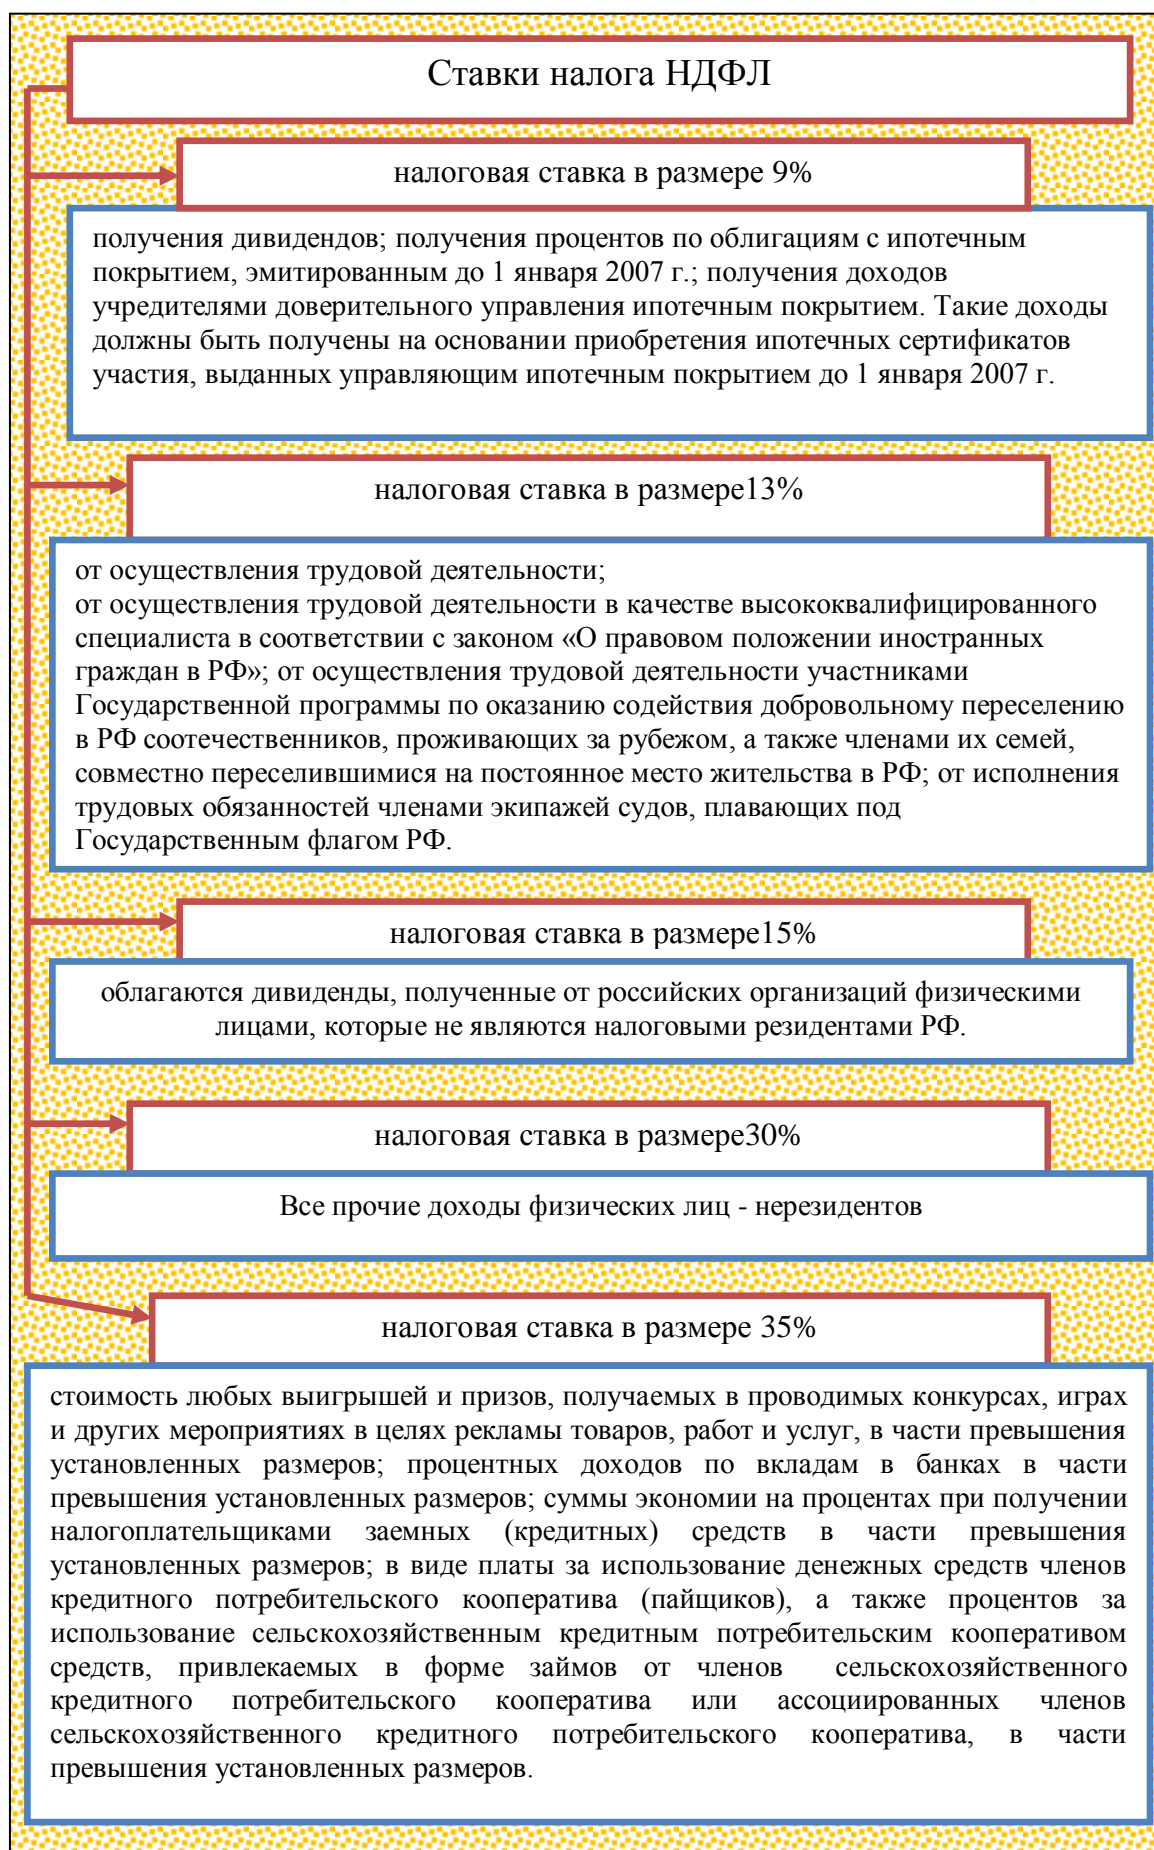 Ставки налога НДФЛ
налоговая ставка в размере 9%
получения дивидендов; получения процентов по облигациям с ипотечным
покрытием, эмитированным до 1 января 2007 г.; получения доходов
учредителями доверительного управления ипотечным покрытием. Такие доходы
должны быть получены на основании приобретения ипотечных сертификатов
участия, выданных управляющим ипотечным покрытием до 1 января 2007 г.
налоговая ставка в размере13%
от осуществления трудовой деятельности;
от осуществления трудовой деятельности в качестве высококвалифицированного
специалиста в соответствии с законом «О правовом положении иностранных
граждан в РФ»; от осуществления трудовой деятельности участниками
Государственной программы по оказанию содействия добровольному переселению
в РФ соотечественников, проживающих за рубежом, а также членами их семей,
совместно переселившимися на постоянное место жительства в РФ; от исполнения
трудовых обязанностей членами экипажей судов, плавающих под
Государственным флагом РФ.
налоговая ставка в размере15%
облагаются дивиденды, полученные от российских организаций физическими
лицами, которые не являются налоговыми резидентами РФ.
налоговая ставка в размере30%
Все прочие доходы физических лиц - нерезидентов
налоговая ставка в размере 35%
стоимость любых выигрышей и призов, получаемых в проводимых конкурсах, играх
и других мероприятиях в целях рекламы товаров, работ и услуг, в части превышения
установленных размеров; процентных доходов по вкладам в банках в части
превышения установленных размеров; суммы экономии на процентах при получении
налогоплательщиками заемных (кредитных) средств в части превышения
установленных размеров; в виде платы за использование денежных средств членов
кредитного потребительского кооператива (пайщиков), а также процентов за
использование сельскохозяйственным кредитным потребительским кооперативом
средств, привлекаемых в форме займов от членов сельскохозяйственного
кредитного потребительского кооператива или ассоциированных членов
сельскохозяйственного кредитного потребительского кооператива, в части
превышения установленных размеров.